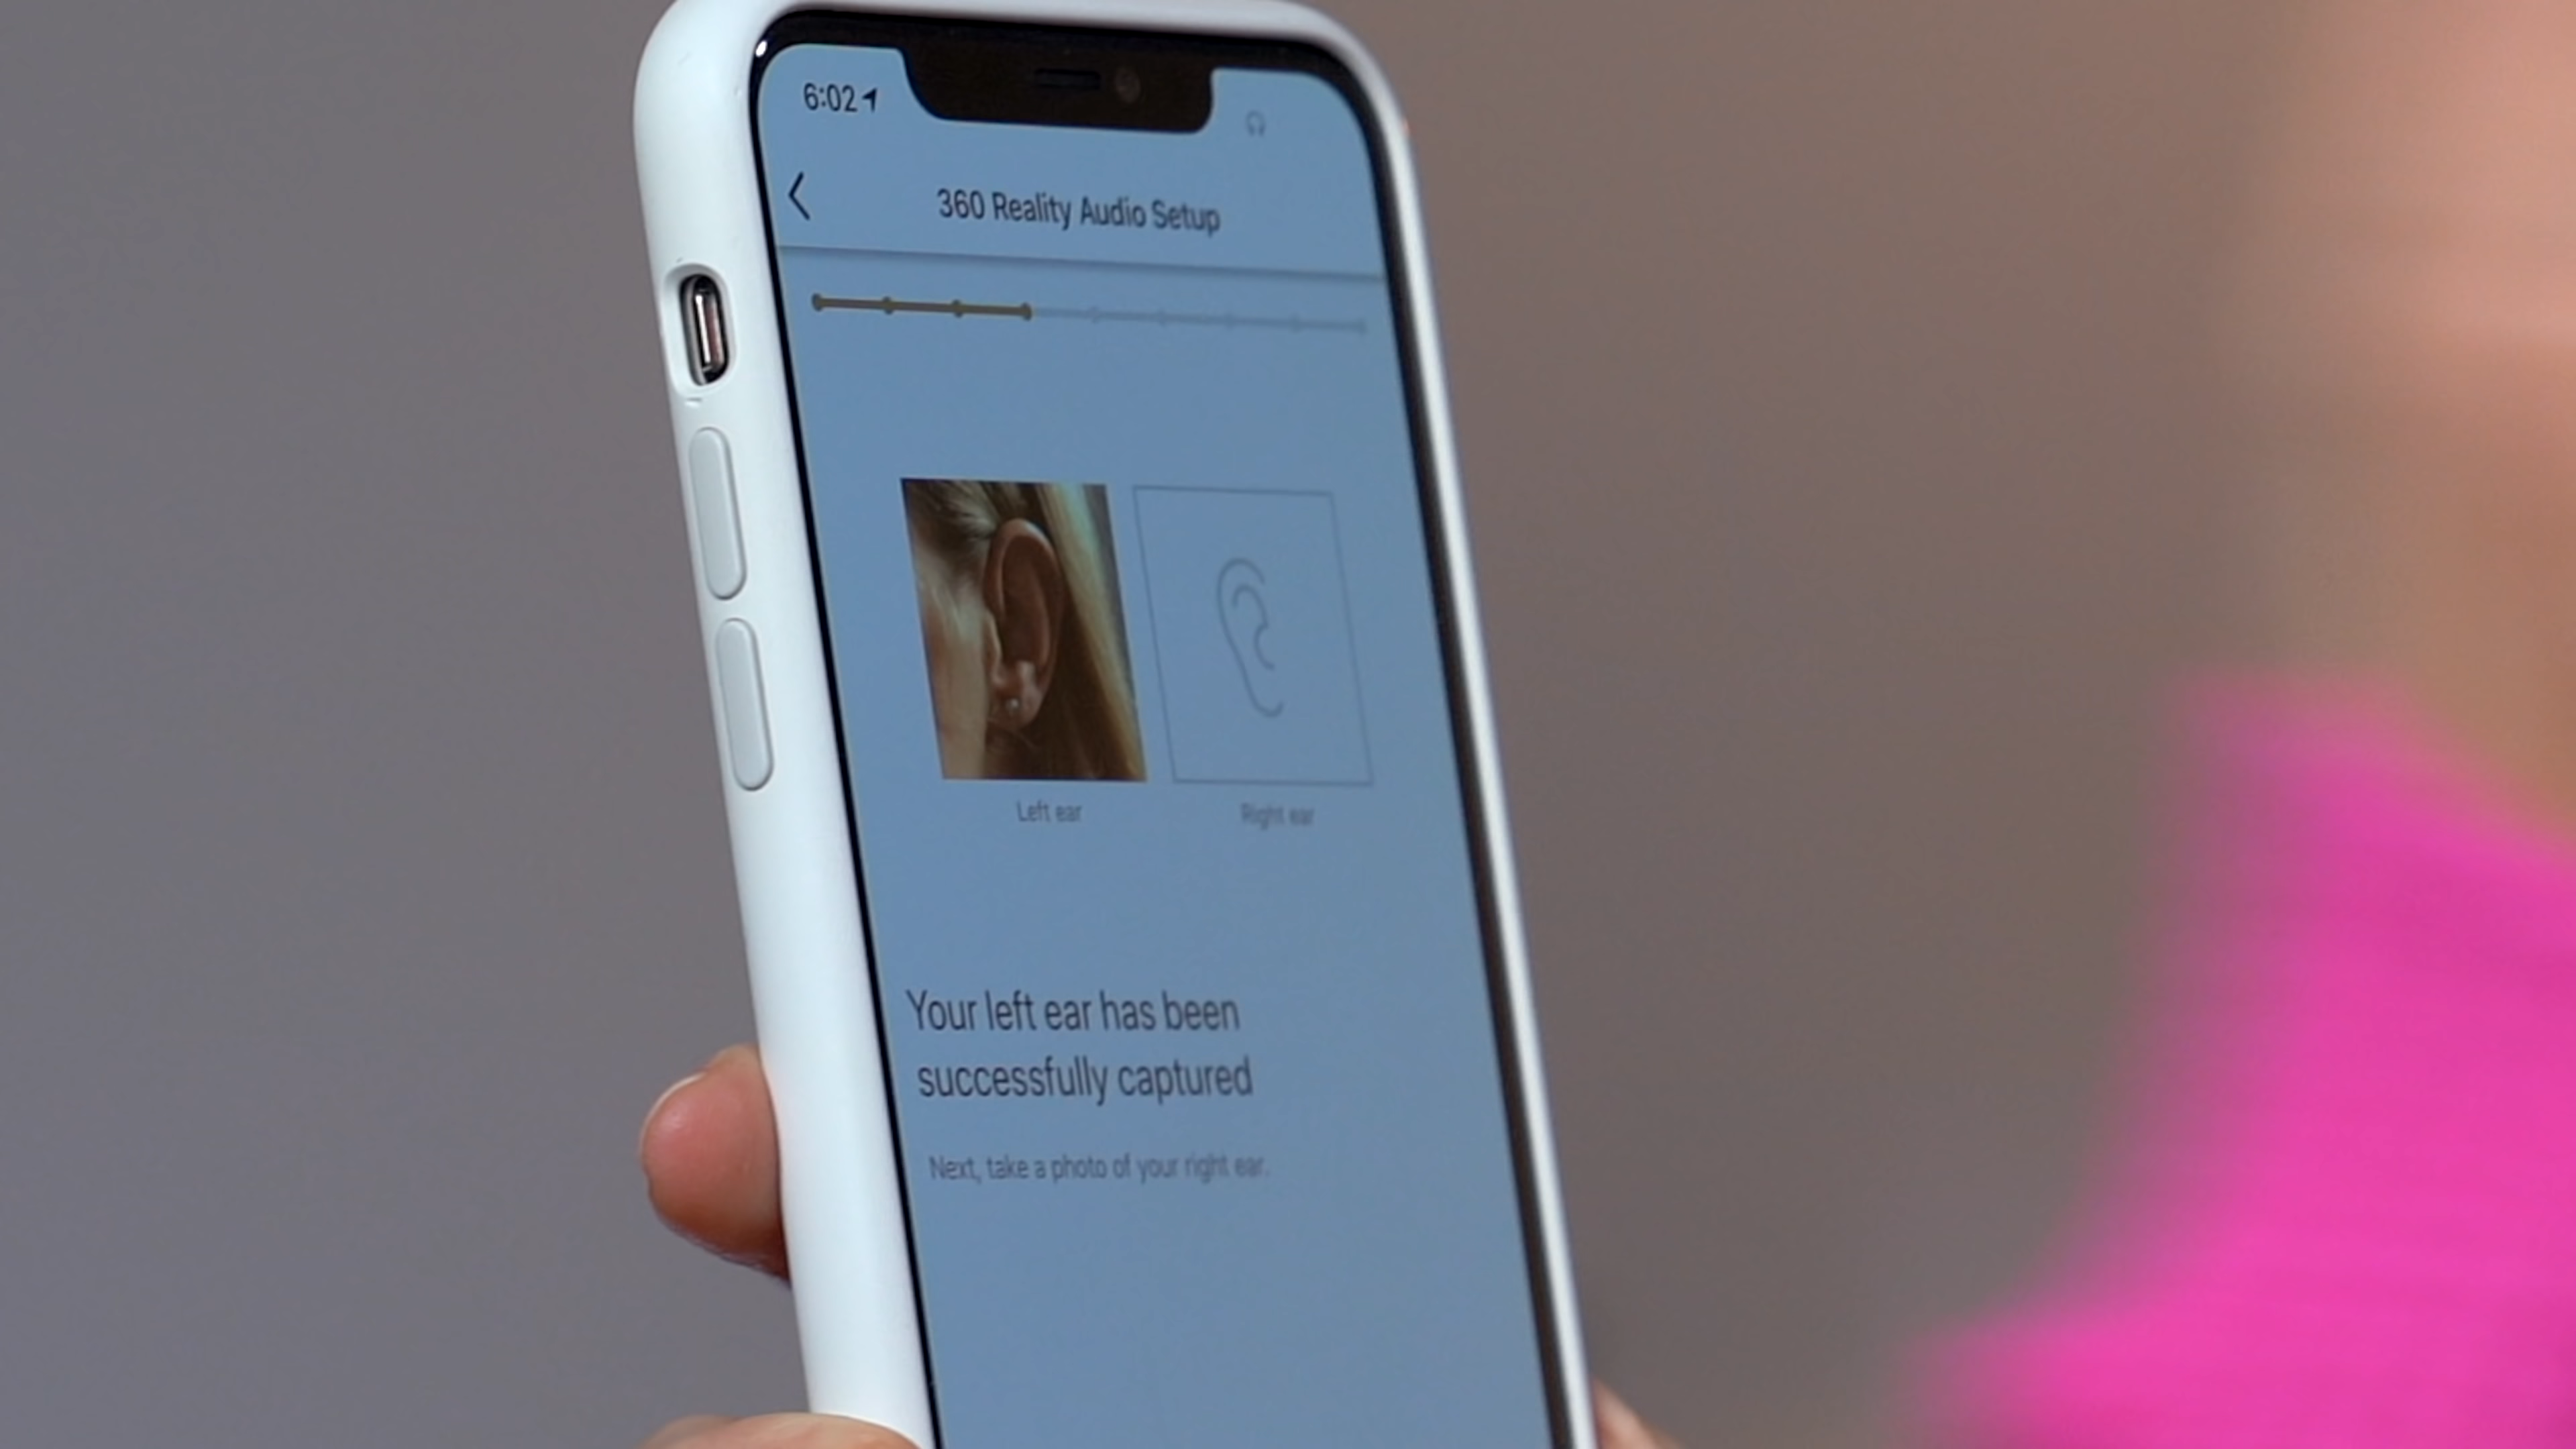 6:02
360 Reality Audio Setup
Left ear
Right ear
Your left ear has been
successfully captured
Next, take a photo of your right ear.